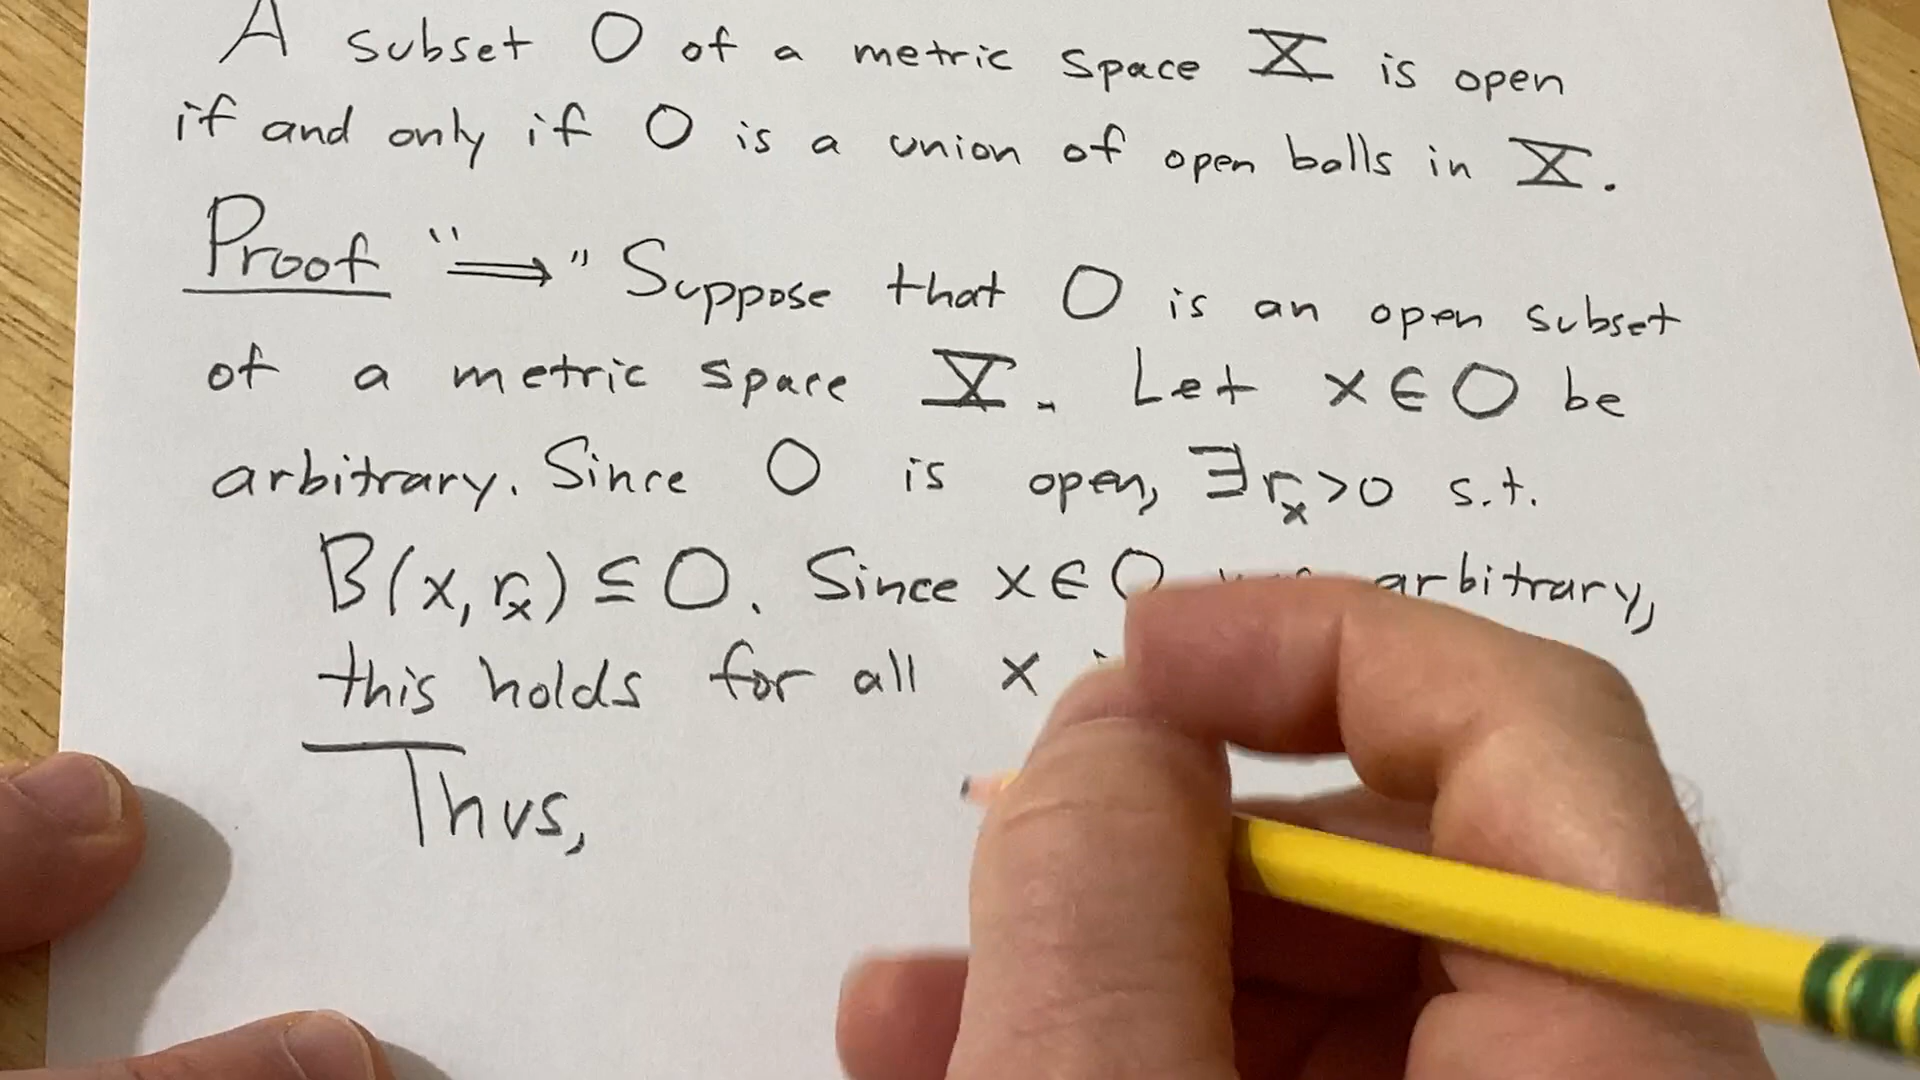 A subset O of a metric space X is open
if and only if O is a union of open balls in X.
Proof "⟹" Suppose that O is an open subset
of a metric space X. Let x ∈ O be
arbitrary. Since O is open, ∃ rₓ > 0 s.t.
B(x, rₓ) ⊆ O. Since x ∈ O arbitrary,
this holds for all x
Thus,